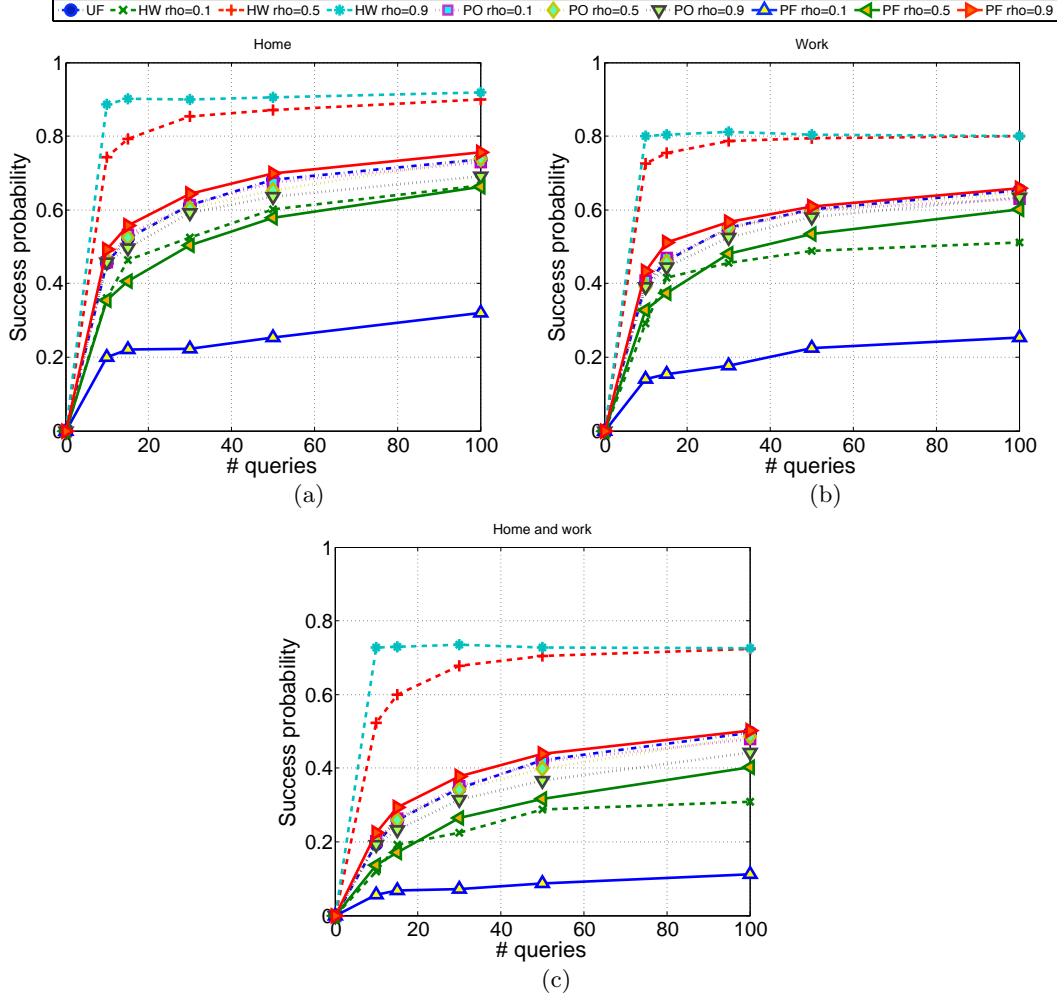 UF HW rho=0.1 HW rho=0.5 HW rho=0.9 PO rho=0.1 PO rho=0.5 PO rho=0.9 PF rho=0.1 PF rho=0.5 PF rho=0.9
Home
1
0.8
0.6
0.4
0.2
0
Success probability
0 20 40 60 80 100
# queries
(a)
Work
1
0.8
0.6
0.4
0.2
0
Success probability
0 20 40 60 80 100
# queries
(b)
Home and work
1
0.8
0.6
0.4
0.2
0
Success probability
0 20 40 60 80 100
# queries
(c)